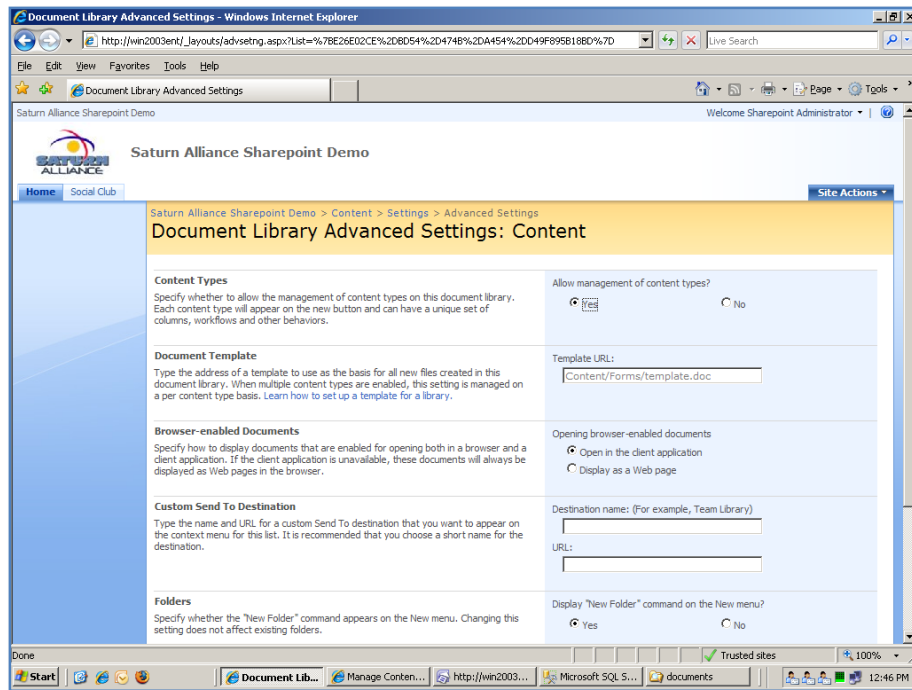 Document Library Advanced Settings - Windows Internet Explorer
http://win2003ent/_layouts/advsetng.aspx?List=%7BE26E02CE%2DBD54%2D474B%2DA454%2DD49F895B18BD%7D
Live Search
File Edit View Favorites Tools Help
Document Library Advanced Settings
Page Tools
Saturn Alliance Sharepoint Demo
Welcome Sharepoint Administrator
SATURN
ALLIANCE
Saturn Alliance Sharepoint Demo
Home Social Club
Site Actions
Saturn Alliance Sharepoint Demo > Content > Settings > Advanced Settings
Document Library Advanced Settings: Content
Content Types
Specify whether to allow the management of content types on this document library.
Each content type will appear on the new button and can have a unique set of
columns, workflows and other behaviors.
Allow management of content types?
Yes No
Document Template
Type the address of a template to use as the basis for all new files created in this
document library. When multiple content types are enabled, this setting is managed on
a per content type basis. Learn how to set up a template for a library.
Template URL:
Content/Forms/template.doc
Browser-enabled Documents
Specify how to display documents that are enabled for opening both in a browser and a
client application. If the client application is unavailable, these documents will always be
displayed as Web pages in the browser.
Opening browser-enabled documents
Open in the client application
Display as a Web page
Custom Send To Destination
Type the name and URL for a custom Send To destination that you want to appear on
the context menu for this list. It is recommended that you choose a short name for the
destination.
Destination name: (For example, Team Library)
URL:
Folders
Specify whether the "New Folder" command appears on the New menu. Changing this
setting does not affect existing folders.
Display "New Folder" command on the New menu?
Yes No
Done
Trusted sites
100%
Start
Document Lib...
Manage Conten...
http://win2003...
Microsoft SQL S...
documents
12:46 PM